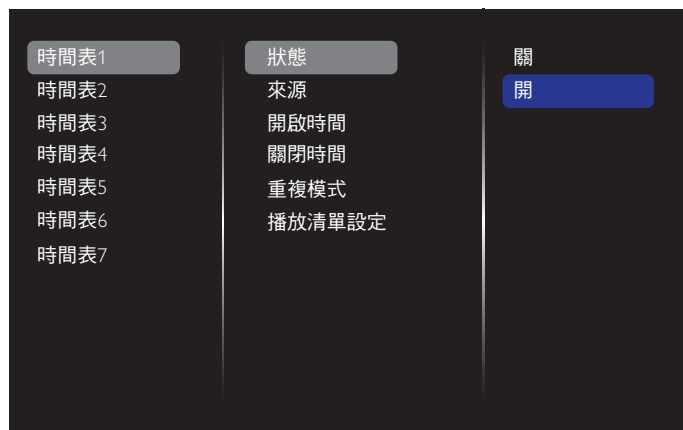 時間表1
時間表2
時間表3
時間表4
時間表5
時間表6
時間表7
狀態
來源
開啟時間
關閉時間
重複模式
播放清單設定
關
開